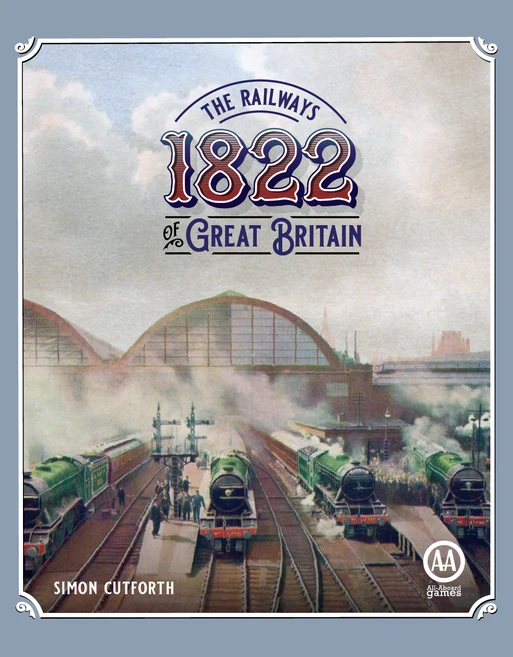 THE RAILWAYS
1822
OF GREAT BRITAIN
SIMON CUTFORTH
AA
All-Aboard
games